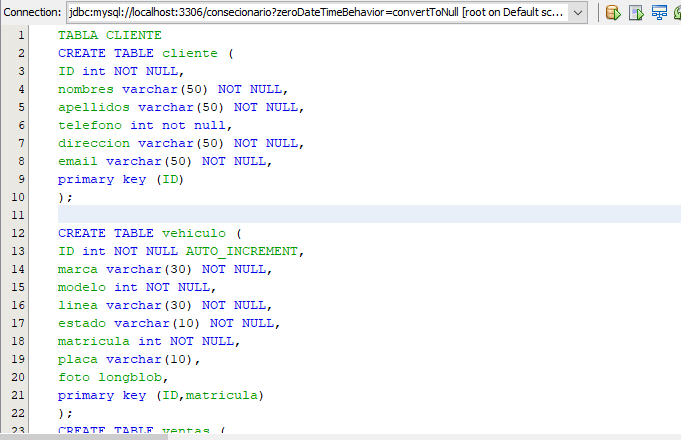 Connection: jdbc:mysql://localhost:3306/consecionario?zeroDateTimeBehavior=convertToNull [root on Default sc...
1 TABLA CLIENTE
2 CREATE TABLE cliente (
3 ID int NOT NULL,
4 nombres varchar(50) NOT NULL,
5 apellidos varchar(50) NOT NULL,
6 telefono int not null,
7 direccion varchar(50) NOT NULL,
8 email varchar(50) NOT NULL,
9 primary key (ID)
10 );
11
12 CREATE TABLE vehiculo (
13 ID int NOT NULL AUTO_INCREMENT,
14 marca varchar(30) NOT NULL,
15 modelo int NOT NULL,
16 linea varchar(30) NOT NULL,
17 estado varchar(10) NOT NULL,
18 matricula int NOT NULL,
19 placa varchar(10),
20 foto longblob,
21 primary key (ID,matricula)
22 );
23 CREATE TABLE ventas (